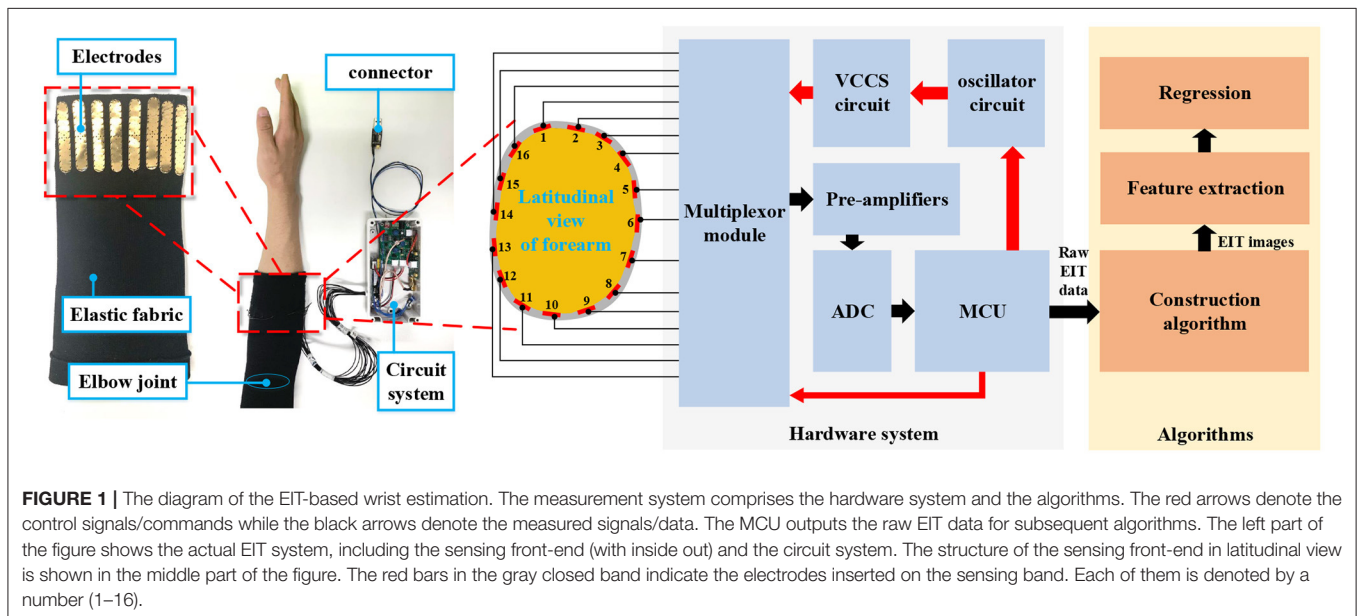 Electrodes
connector
Elastic fabric
Elbow joint
Circuit
system
1
2
3
4
5
6
7
8
9
10
11
12
13
14
15
16
Latitudinal
view
of forearm
Multiplexor
module
VCCS
circuit
oscillator
circuit
Pre-amplifiers
ADC
MCU
Hardware system
Raw
EIT
data
Regression
Feature extraction
EIT images
Construction
algorithm
Algorithms
FIGURE 1 | The diagram of the EIT-based wrist estimation. The measurement system comprises the hardware system and the algorithms. The red arrows denote the
control signals/commands while the black arrows denote the measured signals/data. The MCU outputs the raw EIT data for subsequent algorithms. The left part of
the figure shows the actual EIT system, including the sensing front-end (with inside out) and the circuit system. The structure of the sensing front-end in latitudinal view
is shown in the middle part of the figure. The red bars in the gray closed band indicate the electrodes inserted on the sensing band. Each of them is denoted by a
number (1–16).